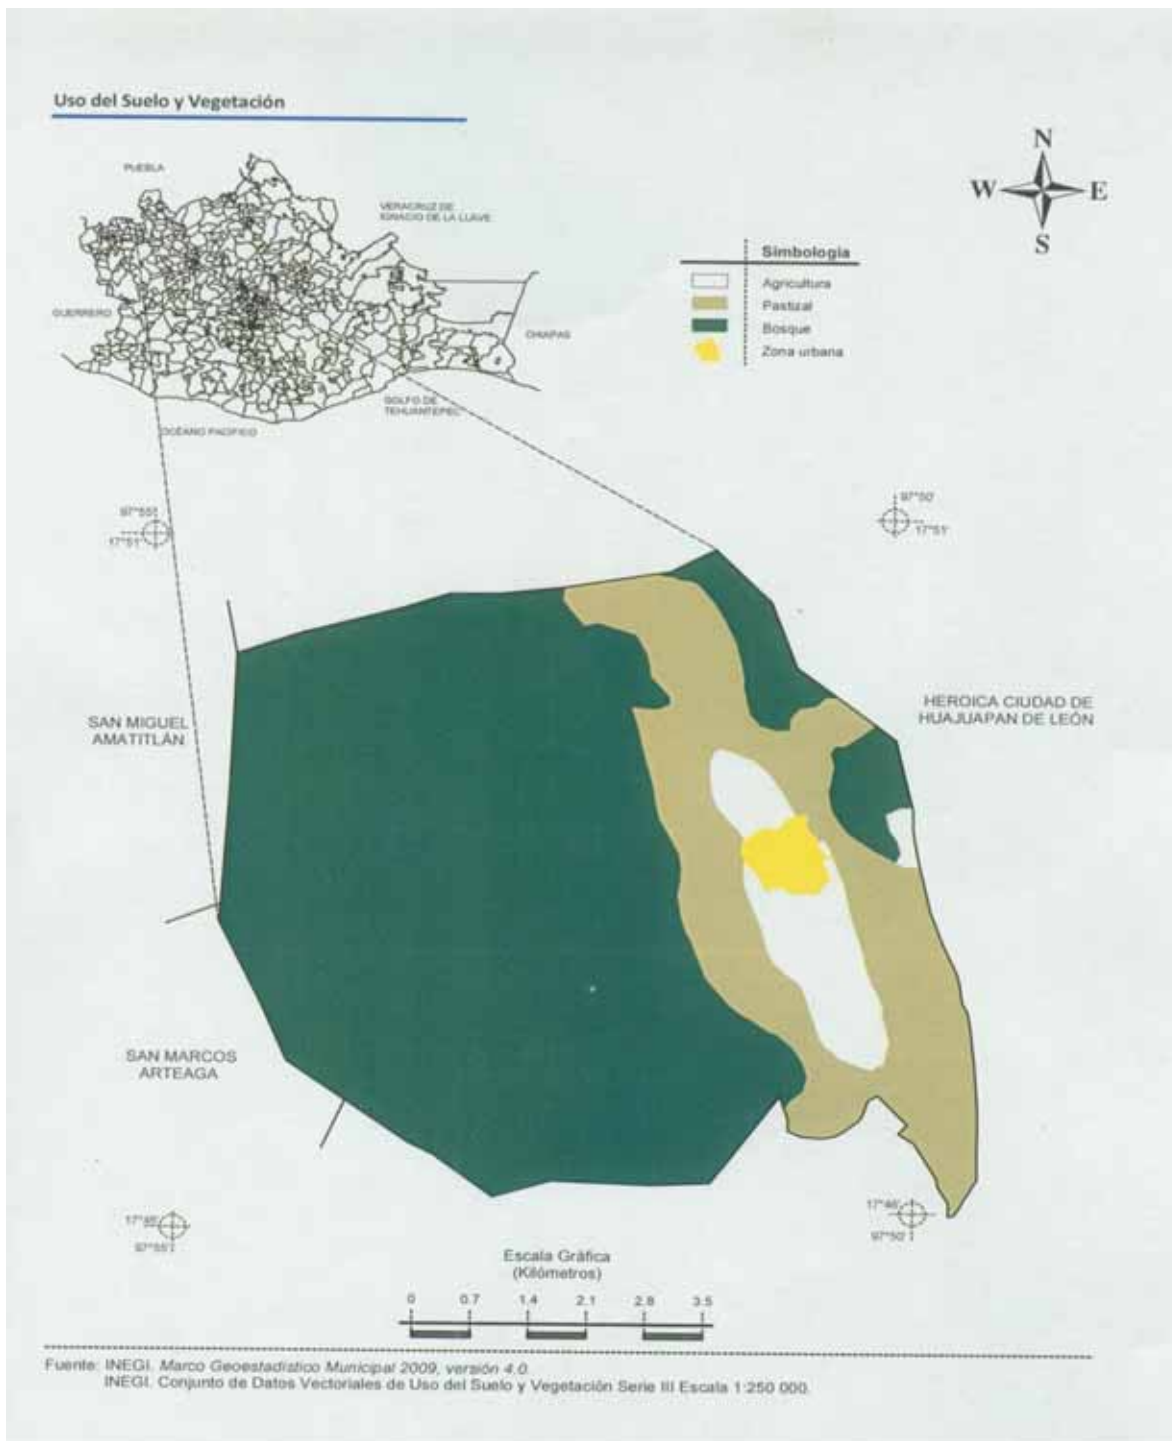 Uso del Suelo y Vegetación
N
W E
S
PUEBLA
VERACRUZ DE
IGNACIO DE LA LLAVE
GUERRERO
CHIAPAS
GOLFO DE
TEHUANTEPEC
OCÉANO PACIFICO
Simbología
Agricultura
Pastizal
Bosque
Zona urbana
97°55'
17°51'
97°50'
17°51'
SAN MIGUEL
AMATITLÁN
HEROICA CIUDAD DE
HUAJUAPAN DE LEÓN
SAN MARCOS
ARTEAGA
97°55'
17°46'
97°50'
Escala Gráfica
(Kilómetros)
0 0.7 1.4 2.1 2.8 3.5
Fuente: INEGI. Marco Geoestadístico Municipal 2009, versión 4.0.
INEGI. Conjunto de Datos Vectoriales de Uso del Suelo y Vegetación Serie III Escala 1:250 000.